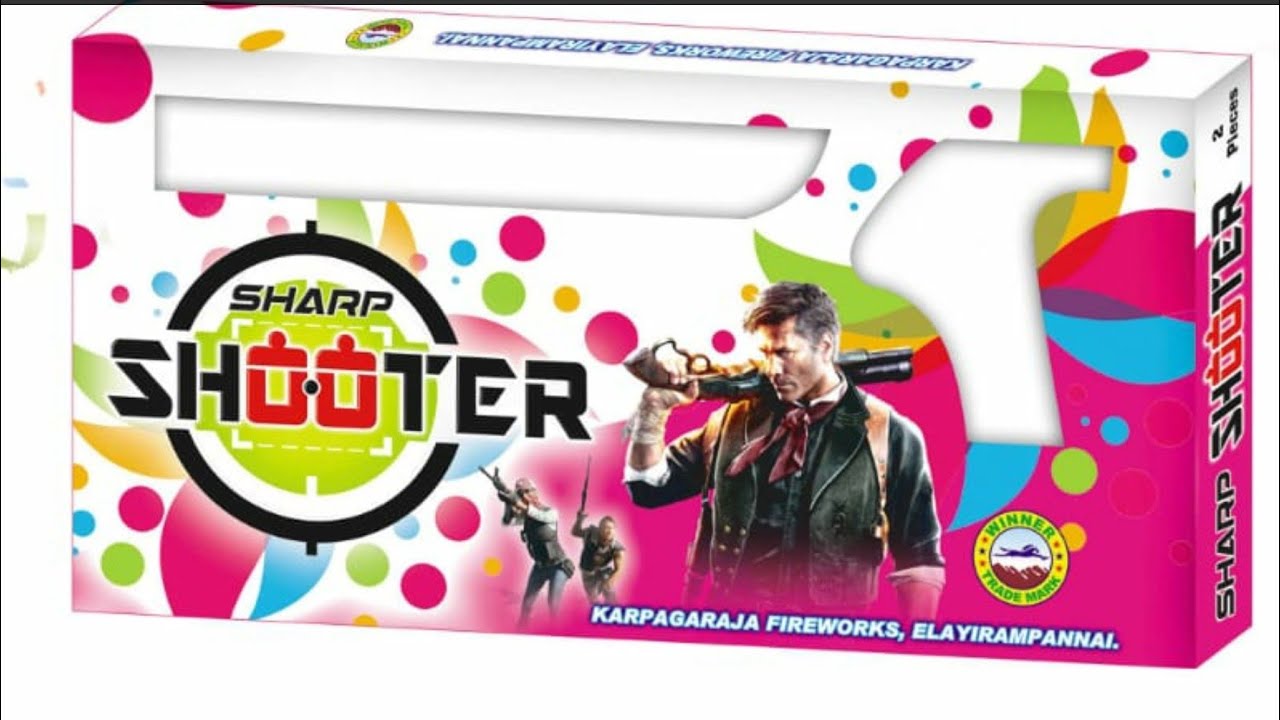 KARPAGARAJA FIREWORKS, ELAYIRAMPANNAI.
SHARP
SHOOTER
WINNER
TRADE MARK
KARPAGARAJA FIREWORKS, ELAYIRAMPANNAI.
SHARP SHOOTER
2 Pieces